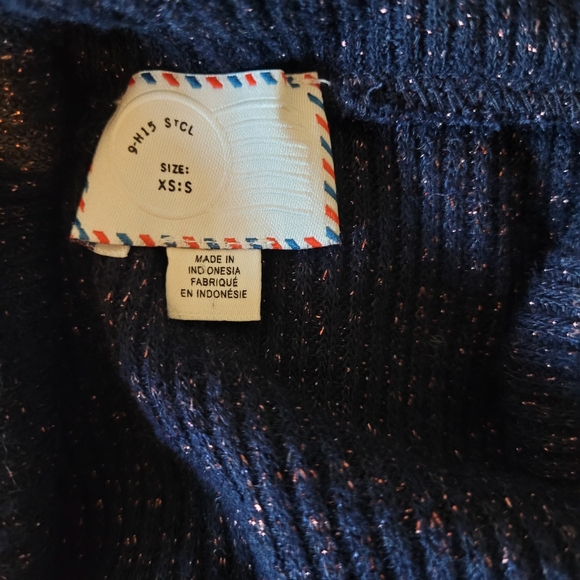 9-H15 STCL
SIZE:
XS:S
MADE IN
INDONESIA
FABRIQUÉ
EN INDONÉSIE